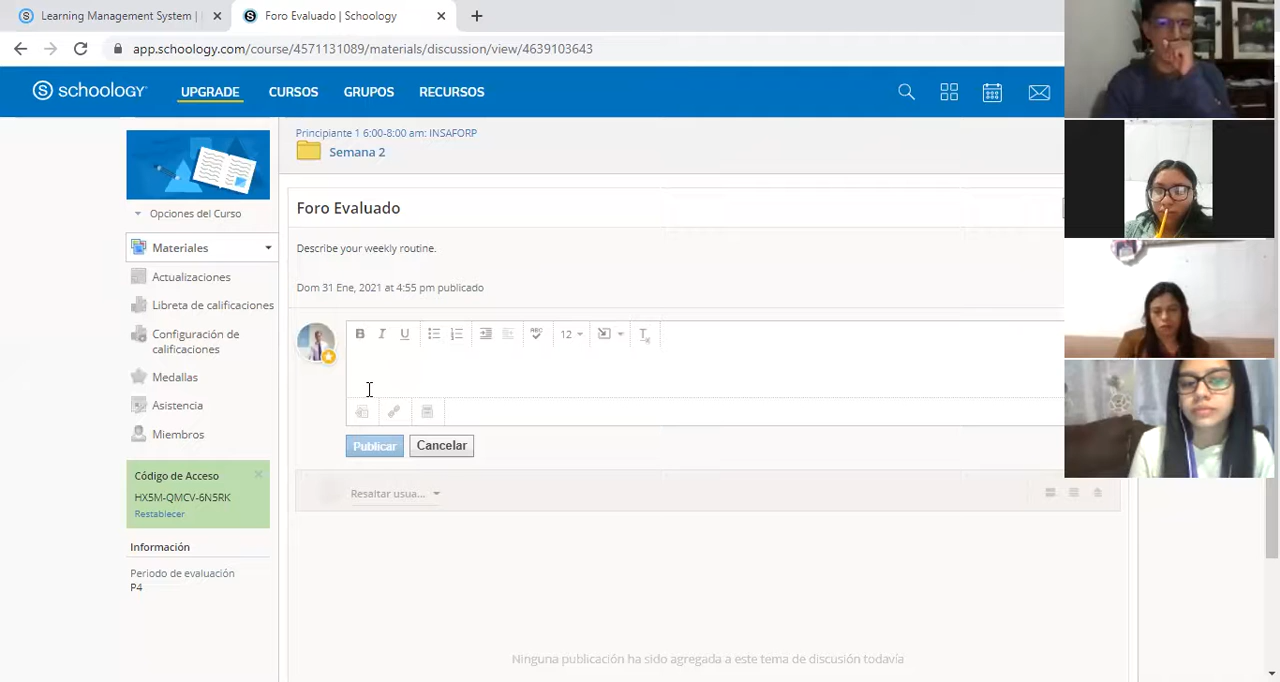 Learning Management System |
Foro Evaluado | Schoology
app.schoology.com/course/4571131089/materials/discussion/view/4639103643
schoology
UPGRADE
CURSOS
GRUPOS
RECURSOS
Principiante 1 6:00-8:00 am: INSAFORP
Semana 2
Opciones del Curso
Materiales
Actualizaciones
Libreta de calificaciones
Configuración de
calificaciones
Medallas
Asistencia
Miembros
Código de Acceso
HX5M-QMCV-6N5RK
Restablecer
Información
Periodo de evaluación
P4
Foro Evaluado
Describe your weekly routine.
Dom 31 Ene, 2021 at 4:55 pm publicado
B I U ABC 12
Publicar
Cancelar
Resaltar usua...
Ninguna publicación ha sido agregada a este tema de discusión todavía